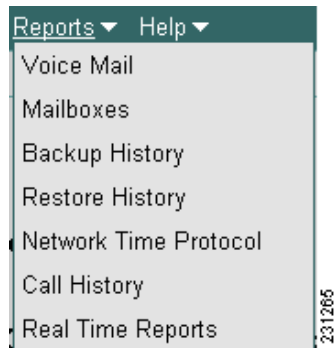 Reports Help
Voice Mail
Mailboxes
Backup History
Restore History
Network Time Protocol
Call History
Real Time Reports
231265